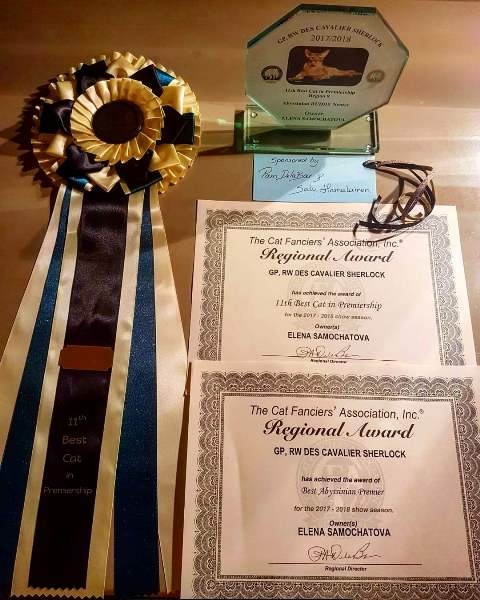 GP, RW DES CAVALIER SHERLOCK
2017/2018
11th Best Cat in Premiership
Region 9
Abyssinian RUDDY Neuter
Owner
ELENA SAMOCHATOVA
Sponsored by
The Cat Fanciers' Association, Inc.®
Regional Award
GP, RW DES CAVALIER SHERLOCK
has achieved the award of
11th Best Cat in Premiership
for the 2017 - 2018 show season.
Owner(s)
ELENA SAMOCHATOVA
Regional Director
The Cat Fanciers' Association, Inc.®
Regional Award
GP, RW DES CAVALIER SHERLOCK
has achieved the award of
Best Abyssinian Premier
for the 2017 - 2018 show season.
Owner(s)
ELENA SAMOCHATOVA
Regional Director
11th
Best
Cat
in
Premiership